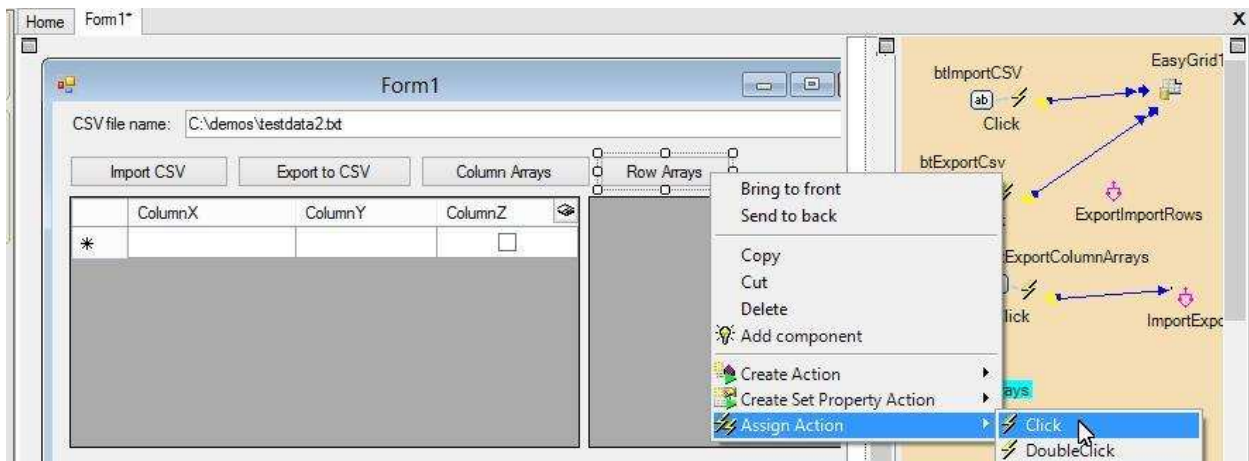 Home Form1* X
Form1
CSV file name: C:\demos\testdata2.txt
Import CSV Export to CSV Column Arrays Row Arrays
ColumnX ColumnY ColumnZ
Bring to front
Send to back
Copy
Cut
Delete
Add component
Create Action
Create Set Property Action
Assign Action
Click
DoubleClick
btImportCSV
EasyGrid1
ab
Click
btExportCsv
ExportImportRows
ExportColumnArrays
lick
ImportExpo
ays